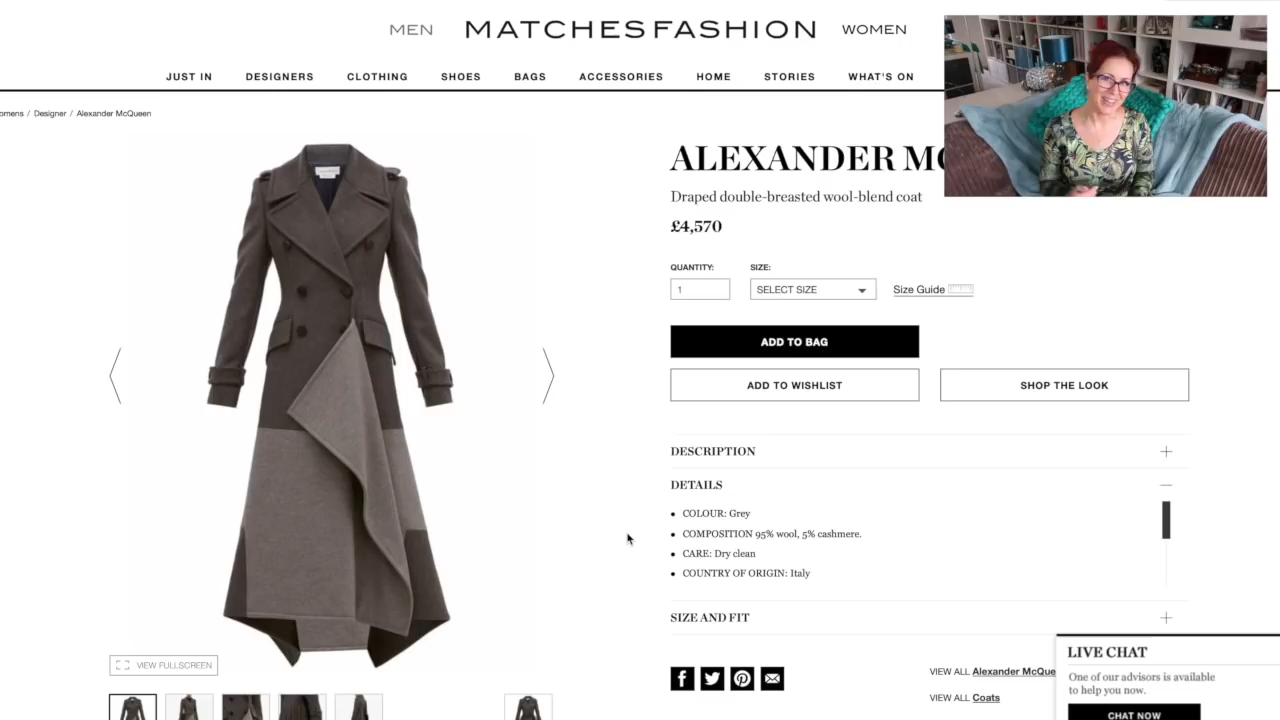 MEN MATCHESFASHION WOMEN
JUST IN DESIGNERS CLOTHING SHOES BAGS ACCESSORIES HOME STORIES WHAT'S ON
omens / Designer / Alexander McQueen
ALEXANDER MC
Draped double-breasted wool-blend coat
£4,570
QUANTITY: SIZE:
1 SELECT SIZE Size Guide
ADD TO BAG
ADD TO WISHLIST SHOP THE LOOK
DESCRIPTION
DETAILS
• COLOUR: Grey
• COMPOSITION 95% wool, 5% cashmere.
• CARE: Dry clean
• COUNTRY OF ORIGIN: Italy
SIZE AND FIT
VIEW FULLSCREEN
VIEW ALL Alexander McQue
VIEW ALL Coats
LIVE CHAT
One of our advisors is available
to help you now.
CHAT NOW